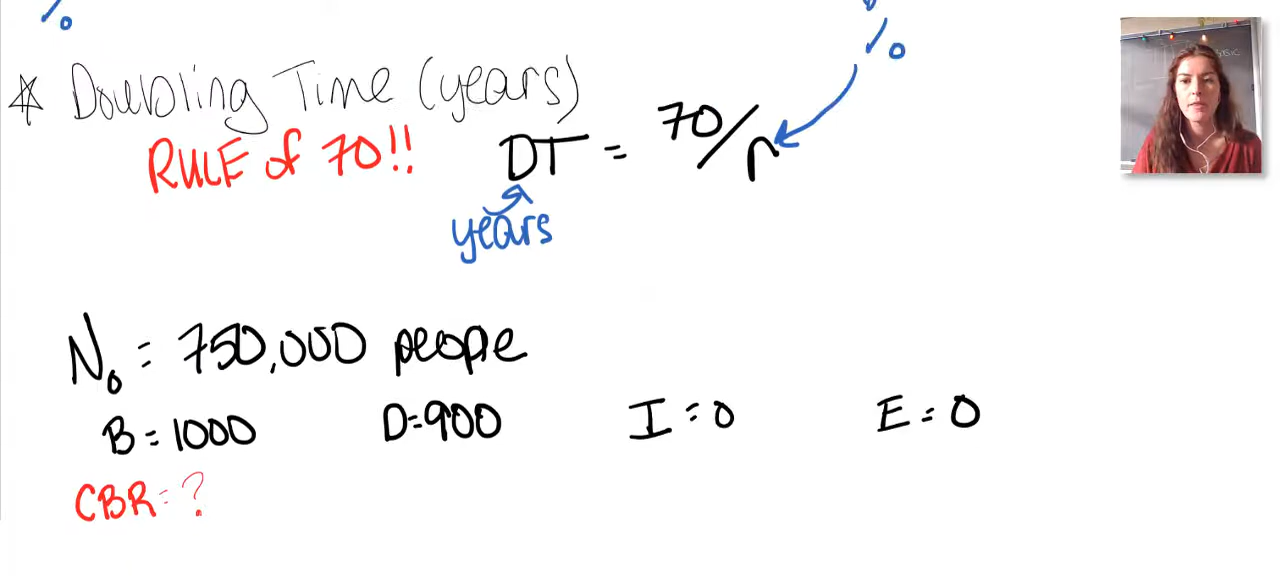 %
%
☆ Doubling Time (years)
RULE of 70!! DT = 70/r
years
N₀ = 750,000 people
B = 1000 D=900 I = 0 E = 0
CBR = ?